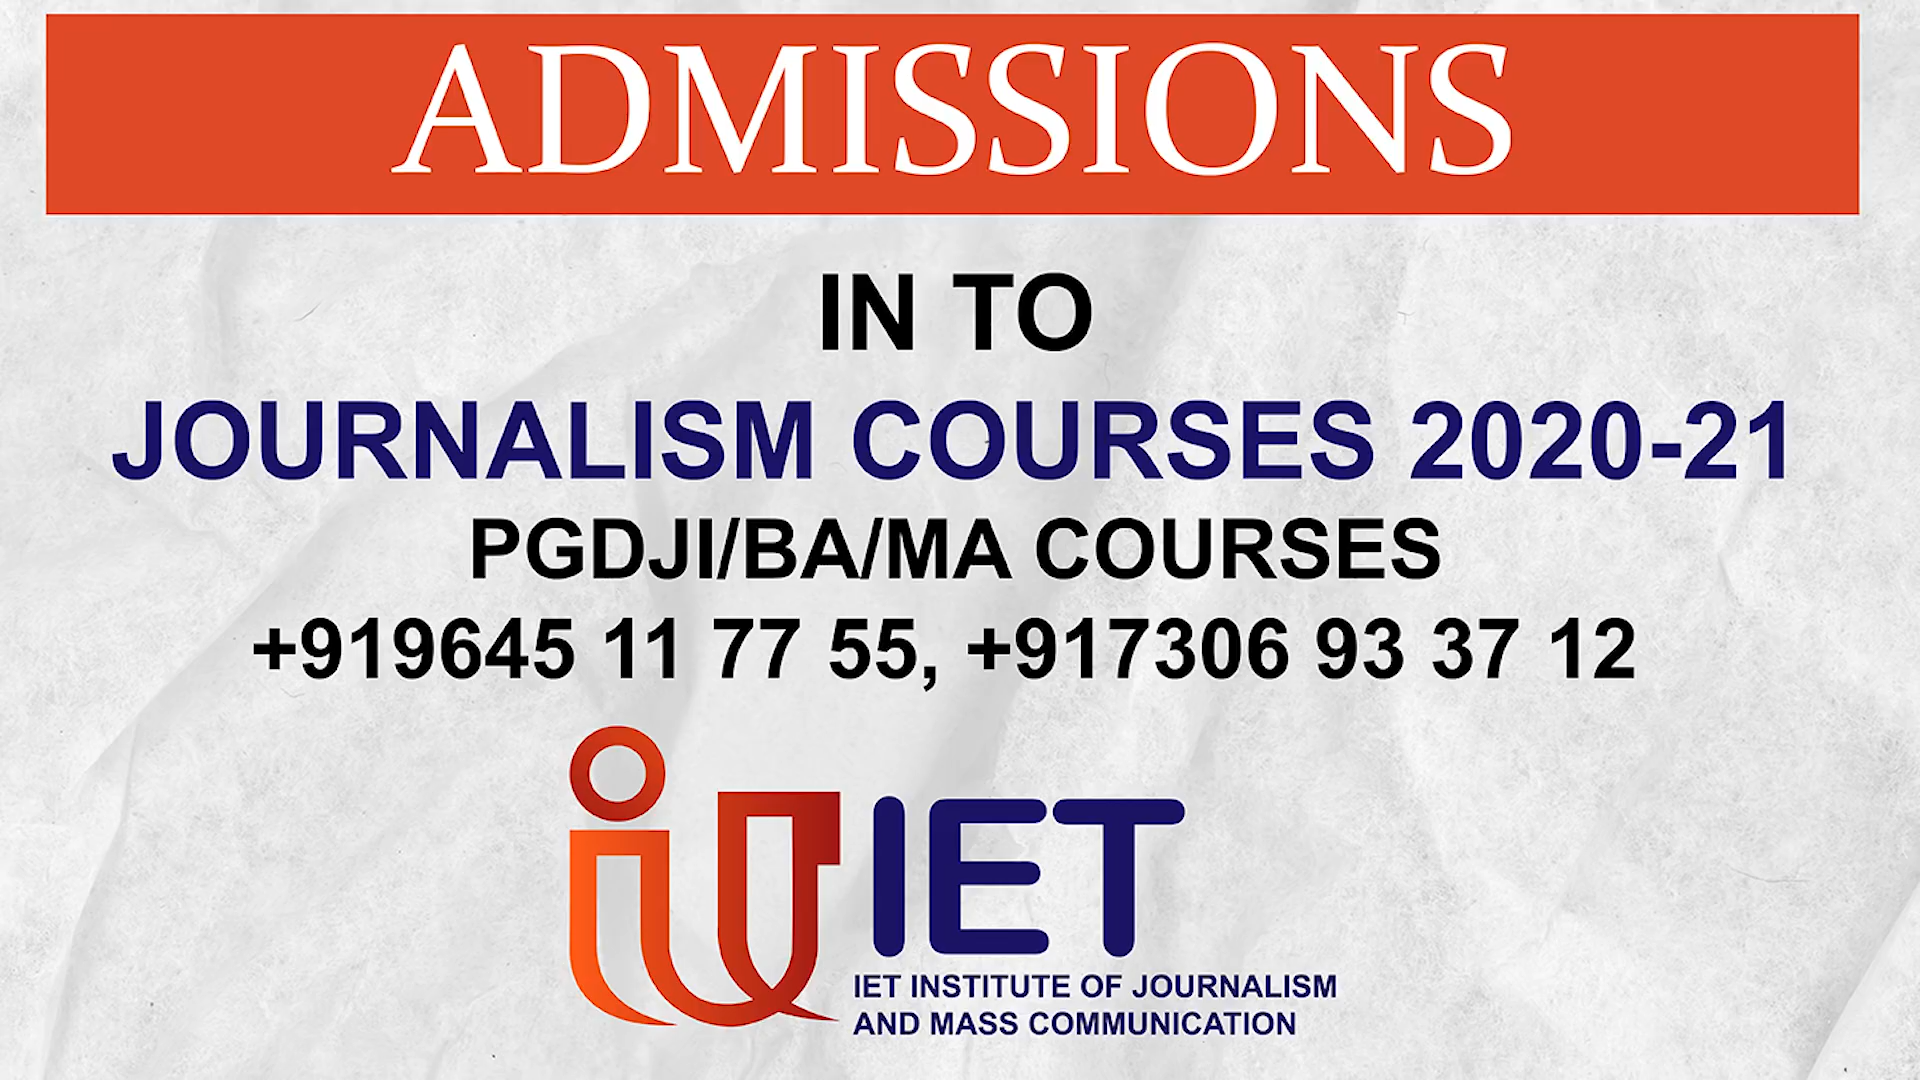 ADMISSIONS
IN TO
JOURNALISM COURSES 2020-21
PGDJI/BA/MA COURSES
+919645 11 77 55, +917306 93 37 12
IET
IET INSTITUTE OF JOURNALISM
AND MASS COMMUNICATION